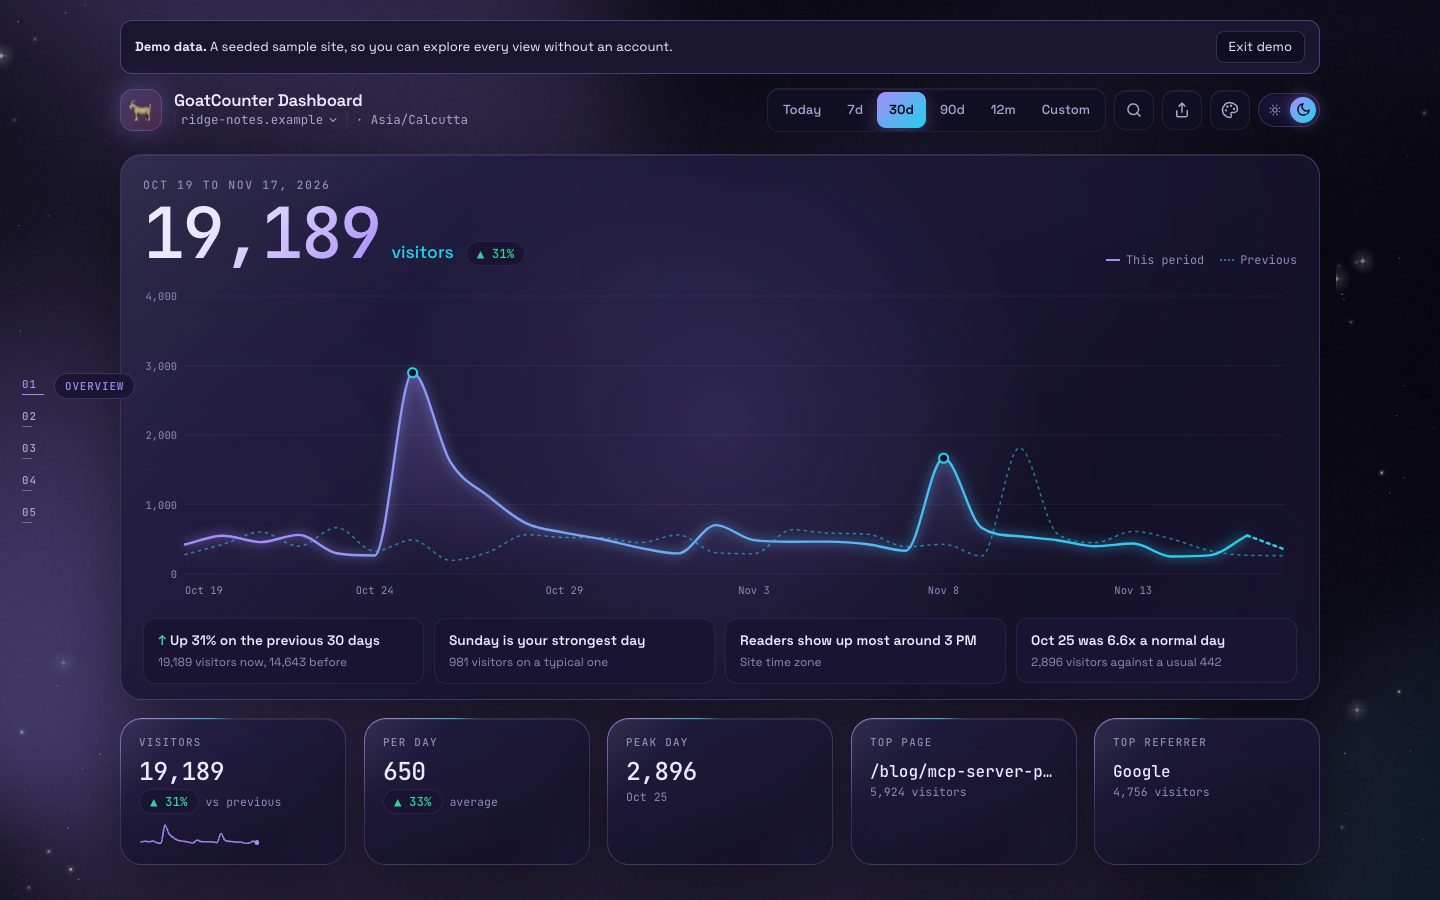 Demo data. A seeded sample site, so you can explore every view without an account.
Exit demo
GoatCounter Dashboard
ridge-notes.example · Asia/Calcutta
Today 7d 30d 90d 12m Custom
OCT 19 TO NOV 17, 2026
19,189 visitors ▲ 31%
This period Previous
4,000
3,000
2,000
1,000
0
Oct 19 Oct 24 Oct 29 Nov 3 Nov 8 Nov 13
01 OVERVIEW
02
03
04
05
↑ Up 31% on the previous 30 days
19,189 visitors now, 14,643 before
Sunday is your strongest day
981 visitors on a typical one
Readers show up most around 3 PM
Site time zone
Oct 25 was 6.6x a normal day
2,896 visitors against a usual 442
VISITORS
19,189
▲ 31% vs previous
PER DAY
650
▲ 33% average
PEAK DAY
2,896
Oct 25
TOP PAGE
/blog/mcp-server-p…
5,924 visitors
TOP REFERRER
Google
4,756 visitors